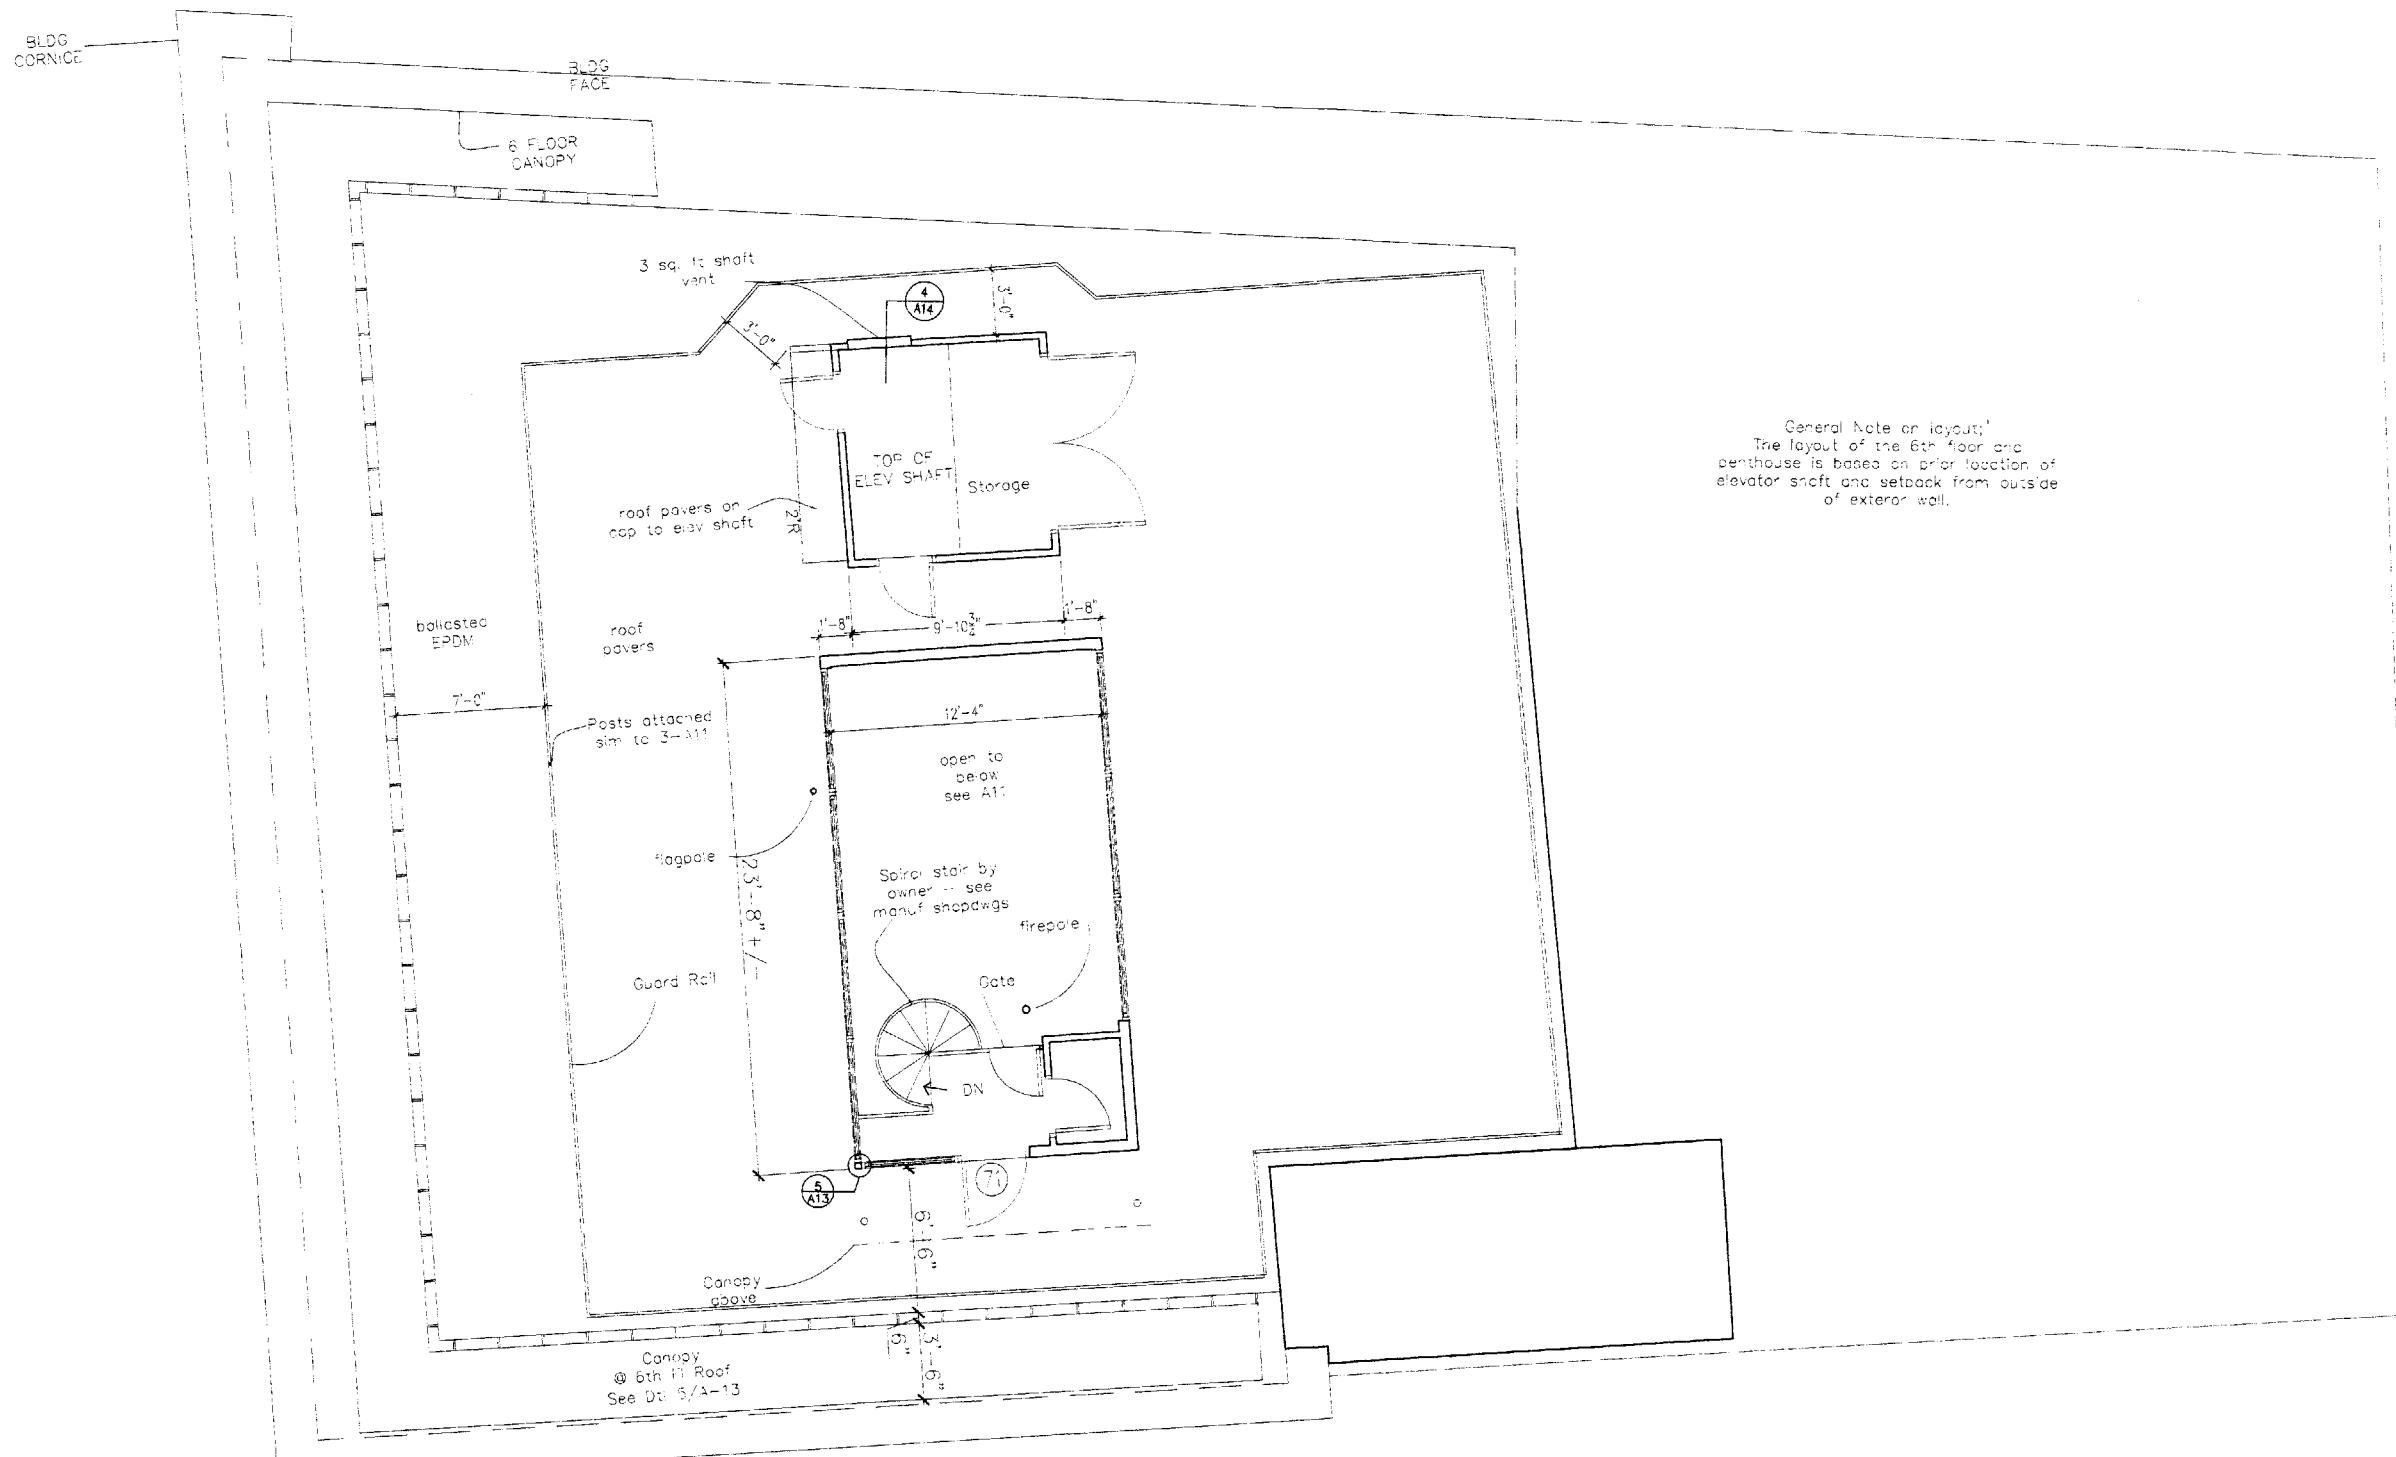 BLDG
CORNICE
BLDG
FACE
6 FLOOR
CANOPY
3 sq. ft shaft
vent
4
A14
3'-0"
3'-0"
TOP OF
ELEV SHAFT
Storage
roof pavers on
cap to elev shaft
2'R
General Note on layout;'
The layout of the 6th floor and
penthouse is based on prior location of
elevator shaft and setback from outside
of exteror wall.
ballasted
EPDM
roof
pavers
1'-8"
9'-10¾"
1'-8"
7'-0"
Posts attached
sim to 3-A11
12'-4"
open to
below
see A11
flagpole
23'-8"+/-
Spiral stair by
owner -- see
manuf shopdwgs
firepole
Guard Rail
Gate
DN
5
A13
71
6'-6"
Canopy
above
6"
3'-6"
Canopy
@ 6th Fl Roof
See Dtl 5/A-13